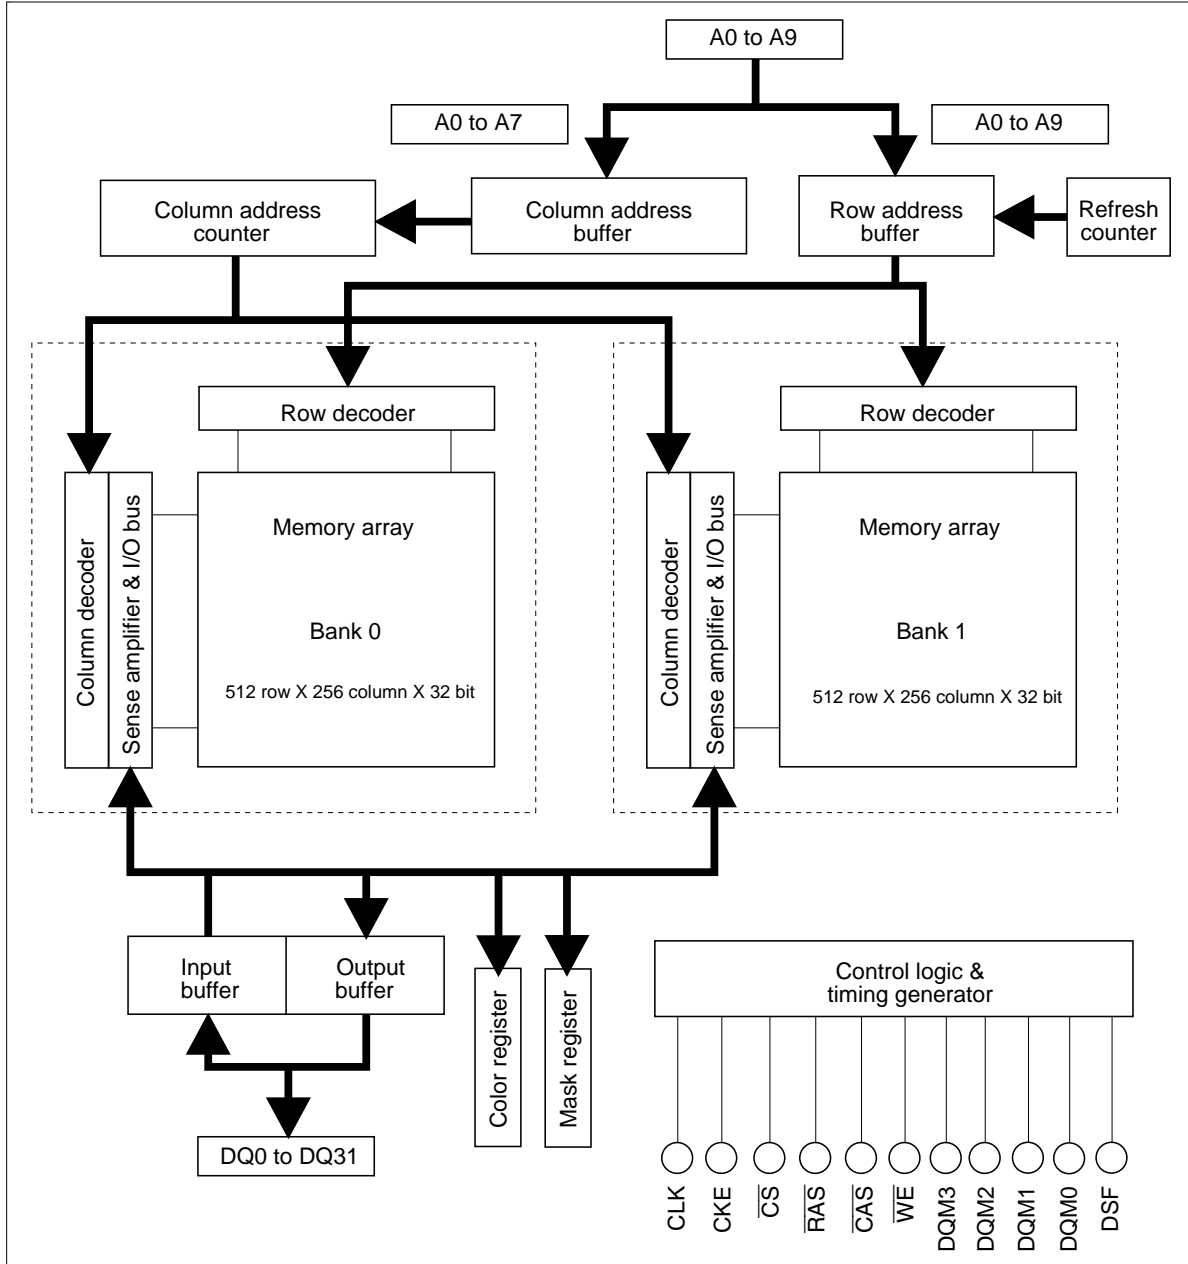 A0 to A9
A0 to A7
A0 to A9
Column address
counter
Column address
buffer
Row address
buffer
Refresh
counter
Row decoder
Row decoder
Column decoder
Sense amplifier & I/O bus
Memory array
Bank 0
512 row X 256 column X 32 bit
Column decoder
Sense amplifier & I/O bus
Memory array
Bank 1
512 row X 256 column X 32 bit
Input
buffer
Output
buffer
Color register
Mask register
Control logic &
timing generator
DQ0 to DQ31
CLK
CKE
C̅S̅
R̅A̅S̅
C̅A̅S̅
W̅E̅
DQM3
DQM2
DQM1
DQM0
DSF